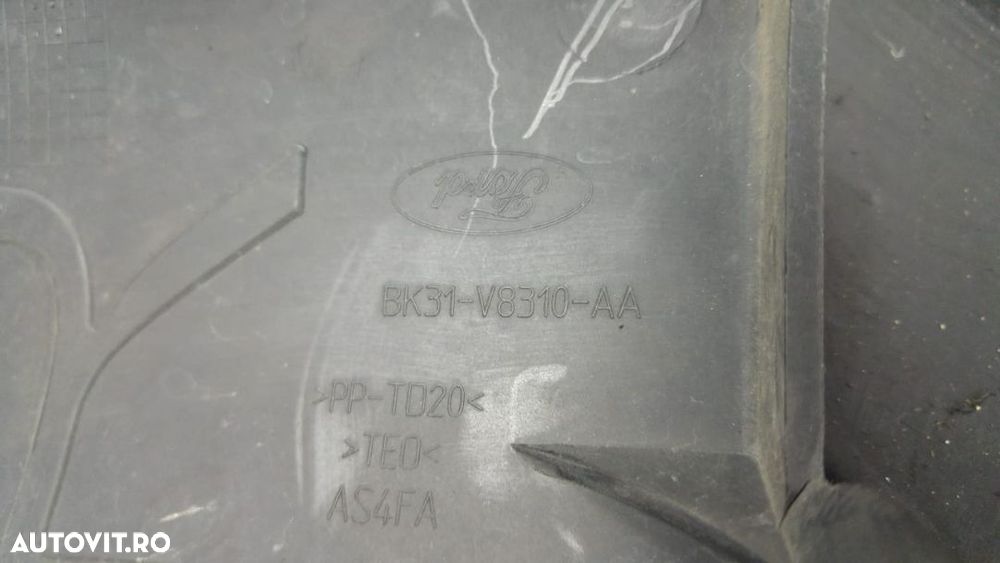 Ford
BK31-V8310-AA
>PP-TD20<
>TEO<
AS4FA
AUTOVIT.RO